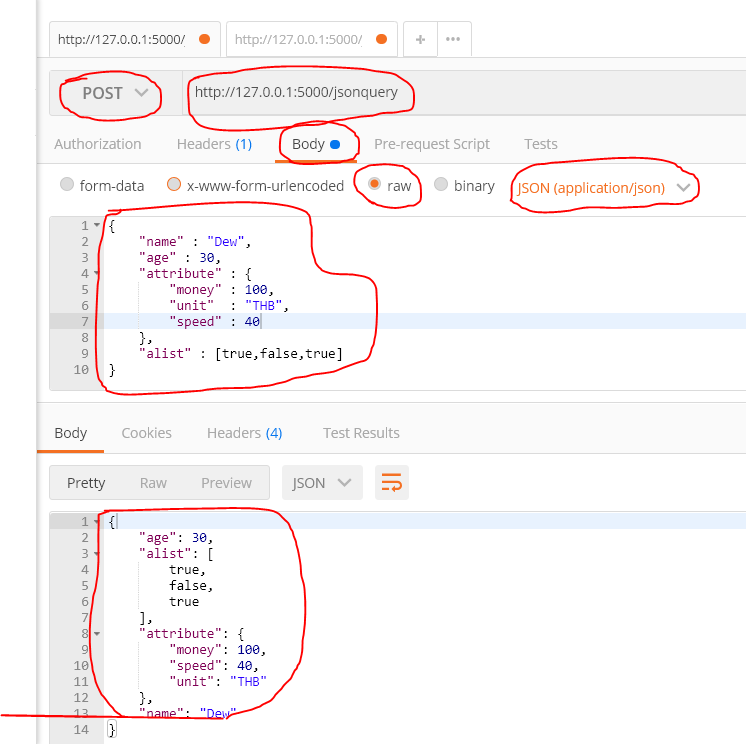 http://127.0.0.1:5000/ http://127.0.0.1:5000/ + •••
POST http://127.0.0.1:5000/jsonquery
Authorization Headers (1) Body Pre-request Script Tests
form-data x-www-form-urlencoded raw binary JSON (application/json)
1 {
2 "name" : "Dew",
3 "age" : 30,
4 "attribute" : {
5 "money" : 100,
6 "unit" : "THB",
7 "speed" : 40
8 },
9 "alist" : [true,false,true]
10 }
Body Cookies Headers (4) Test Results
Pretty Raw Preview JSON
1 {
2 "age": 30,
3 "alist": [
4 true,
5 false,
6 true
7 ],
8 "attribute": {
9 "money": 100,
10 "speed": 40,
11 "unit": "THB"
12 },
13 "name": "Dew"
14 }